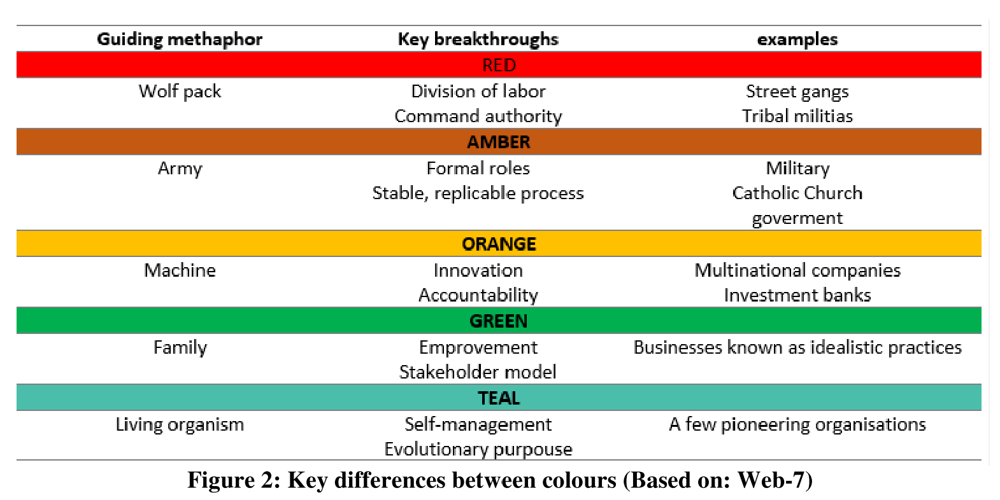 Guiding methaphor Key breakthroughs examples
RED
Wolf pack Division of labor Street gangs
Command authority Tribal militias
AMBER
Army Formal roles Military
Stable, replicable process Catholic Church
goverment
ORANGE
Machine Innovation Multinational companies
Accountability Investment banks
GREEN
Family Emprovement Businesses known as idealistic practices
Stakeholder model
TEAL
Living organism Self-management A few pioneering organisations
Evolutionary purpouse
Figure 2: Key differences between colours (Based on: Web-7)